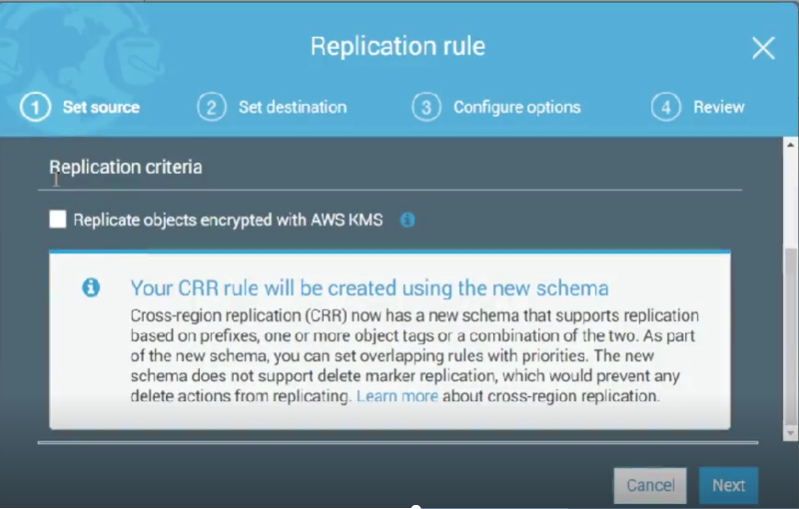 Replication rule
1 Set source 2 Set destination 3 Configure options 4 Review
Replication criteria
Replicate objects encrypted with AWS KMS
Your CRR rule will be created using the new schema
Cross-region replication (CRR) now has a new schema that supports replication
based on prefixes, one or more object tags or a combination of the two. As part
of the new schema, you can set overlapping rules with priorities. The new
schema does not support delete marker replication, which would prevent any
delete actions from replicating. Learn more about cross-region replication.
Cancel Next